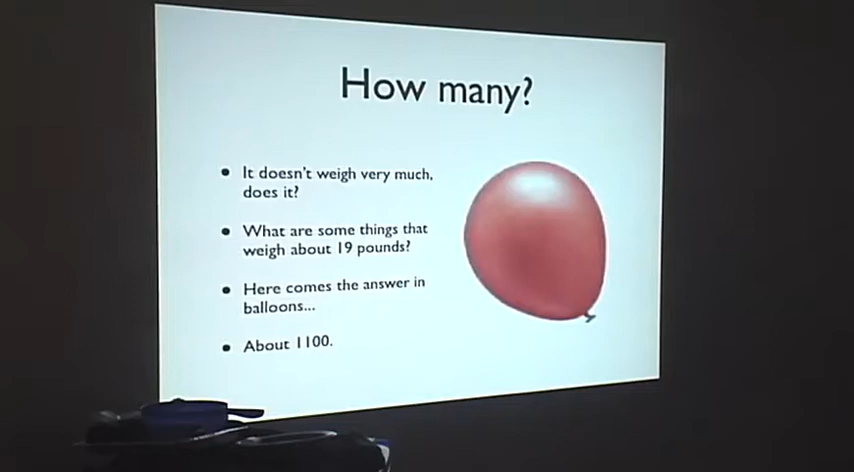 How many?
• It doesn't weigh very much,
does it?
• What are some things that
weigh about 19 pounds?
• Here comes the answer in
balloons...
• About 1100.